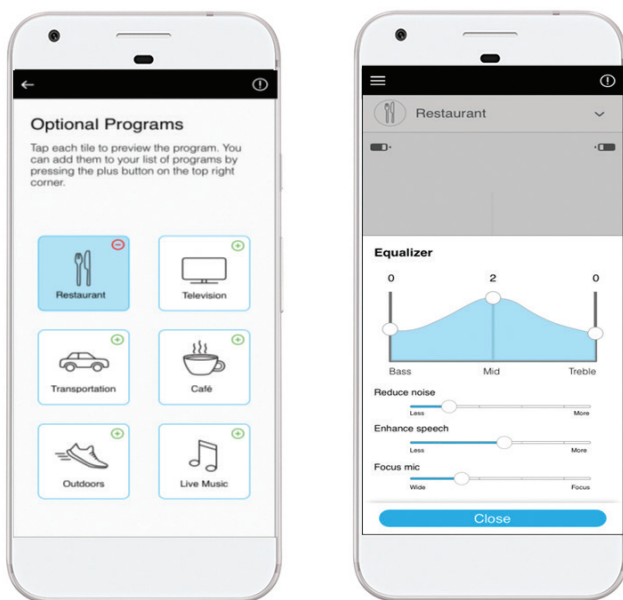 Optional Programs
Tap each tile to preview the program. You
can add them to your list of programs by
pressing the plus button on the top right
corner.
Restaurant
Television
Transportation
Café
Outdoors
Live Music
Restaurant
Equalizer
0 2 0
Bass Mid Treble
Reduce noise
Less More
Enhance speech
Less More
Focus mic
Wide Focus
Close